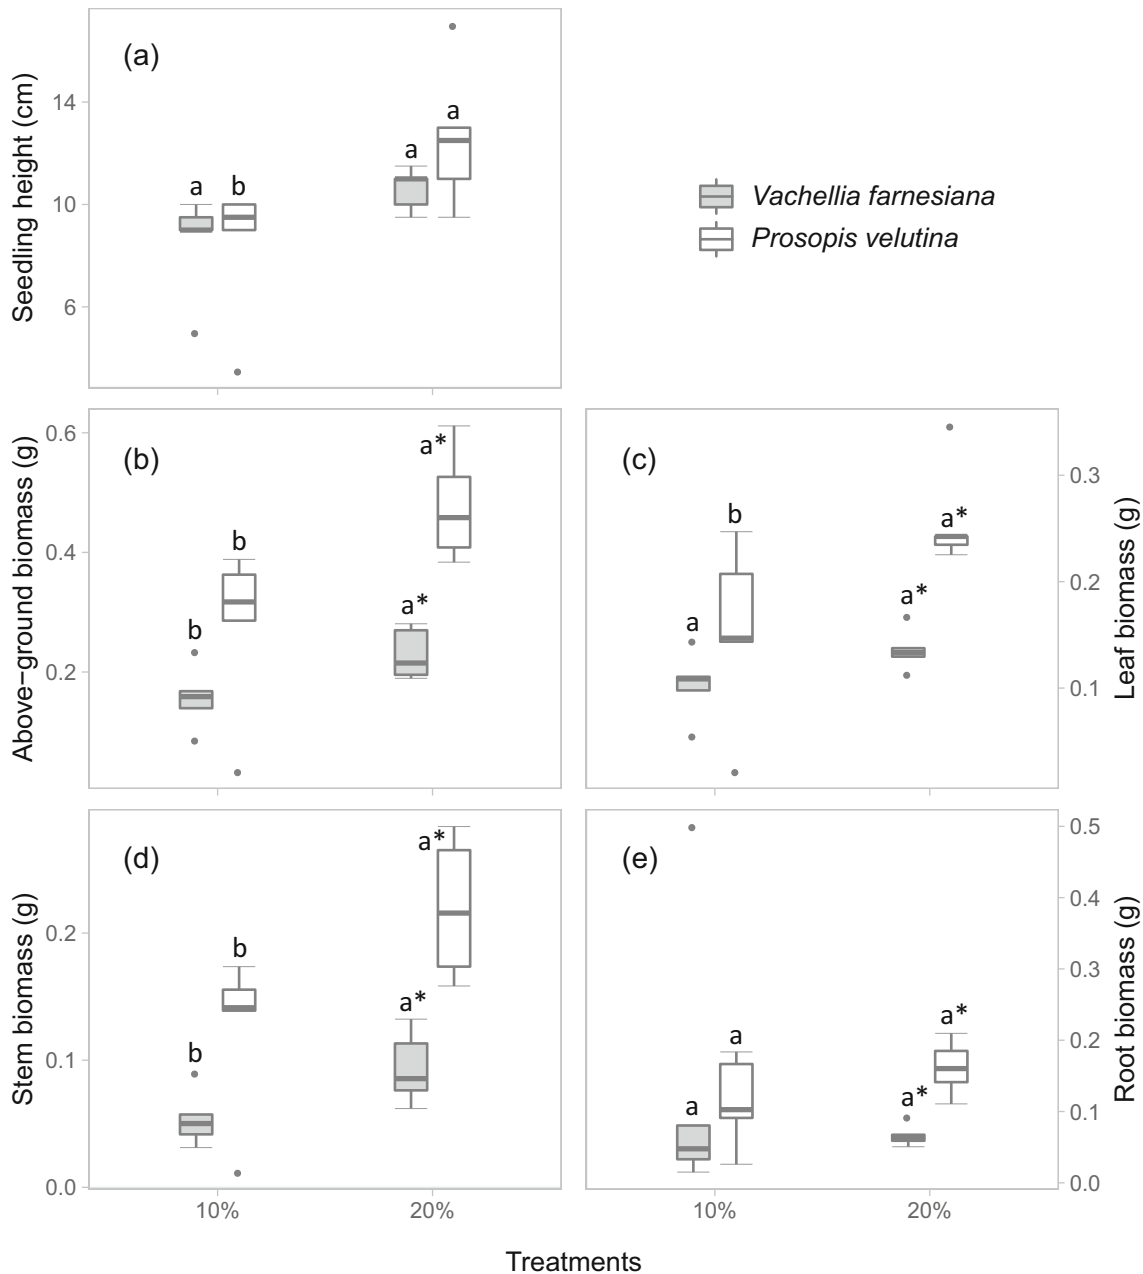 (a)
Seedling height (cm)
14
10
6
a b
a a
Vachellia farnesiana
Prosopis velutina
(b)
Above−ground biomass (g)
0.6
0.4
0.2
b b
a* a*
(c)
Leaf biomass (g)
0.3
0.2
0.1
a b
a* a*
(d)
Stem biomass (g)
0.2
0.1
0.0
b b
a* a*
10% 20%
(e)
Root biomass (g)
0.5
0.4
0.3
0.2
0.1
0.0
a a
a* a*
10% 20%
Treatments